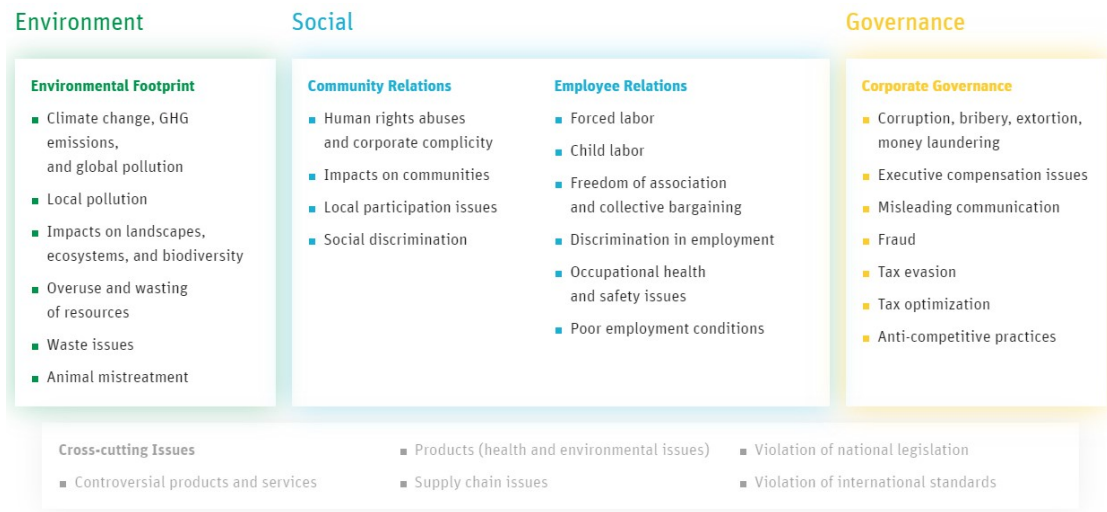 Environment
Social
Governance
Environmental Footprint
Climate change, GHG
emissions,
and global pollution
Local pollution
Impacts on landscapes,
ecosystems, and biodiversity
Overuse and wasting
of resources
Waste issues
Animal mistreatment
Community Relations
Human rights abuses
and corporate complicity
Impacts on communities
Local participation issues
Social discrimination
Employee Relations
Forced labor
Child labor
Freedom of association
and collective bargaining
Discrimination in employment
Occupational health
and safety issues
Poor employment conditions
Corporate Governance
Corruption, bribery, extortion,
money laundering
Executive compensation issues
Misleading communication
Fraud
Tax evasion
Tax optimization
Anti-competitive practices
Cross-cutting Issues
Controversial products and services
Products (health and environmental issues)
Supply chain issues
Violation of national legislation
Violation of international standards